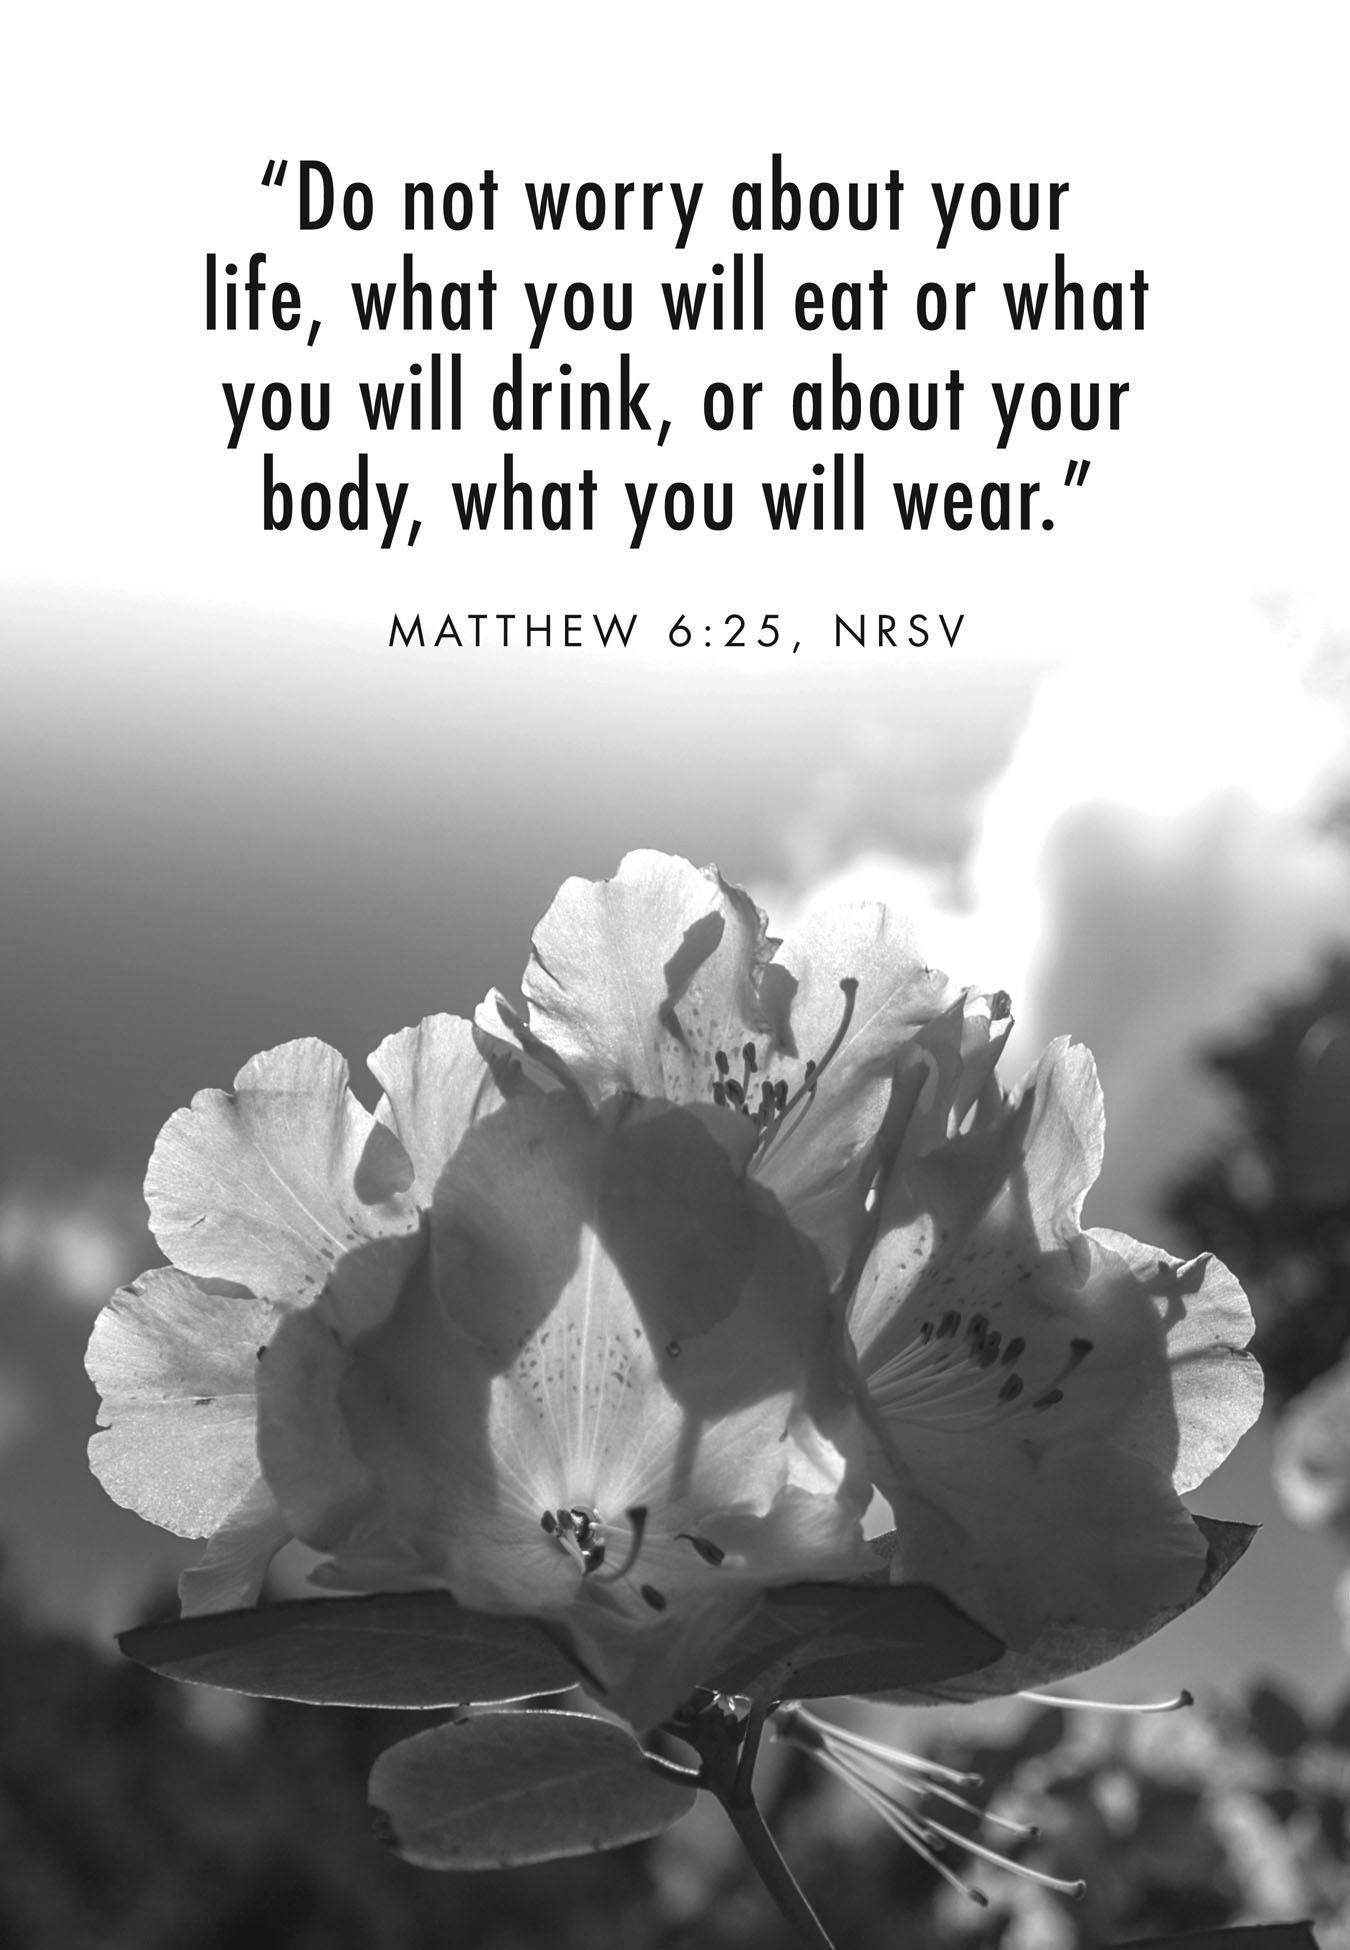 “Do not worry about your
life, what you will eat or what
you will drink, or about your
body, what you will wear.”
MATTHEW 6:25, NRSV